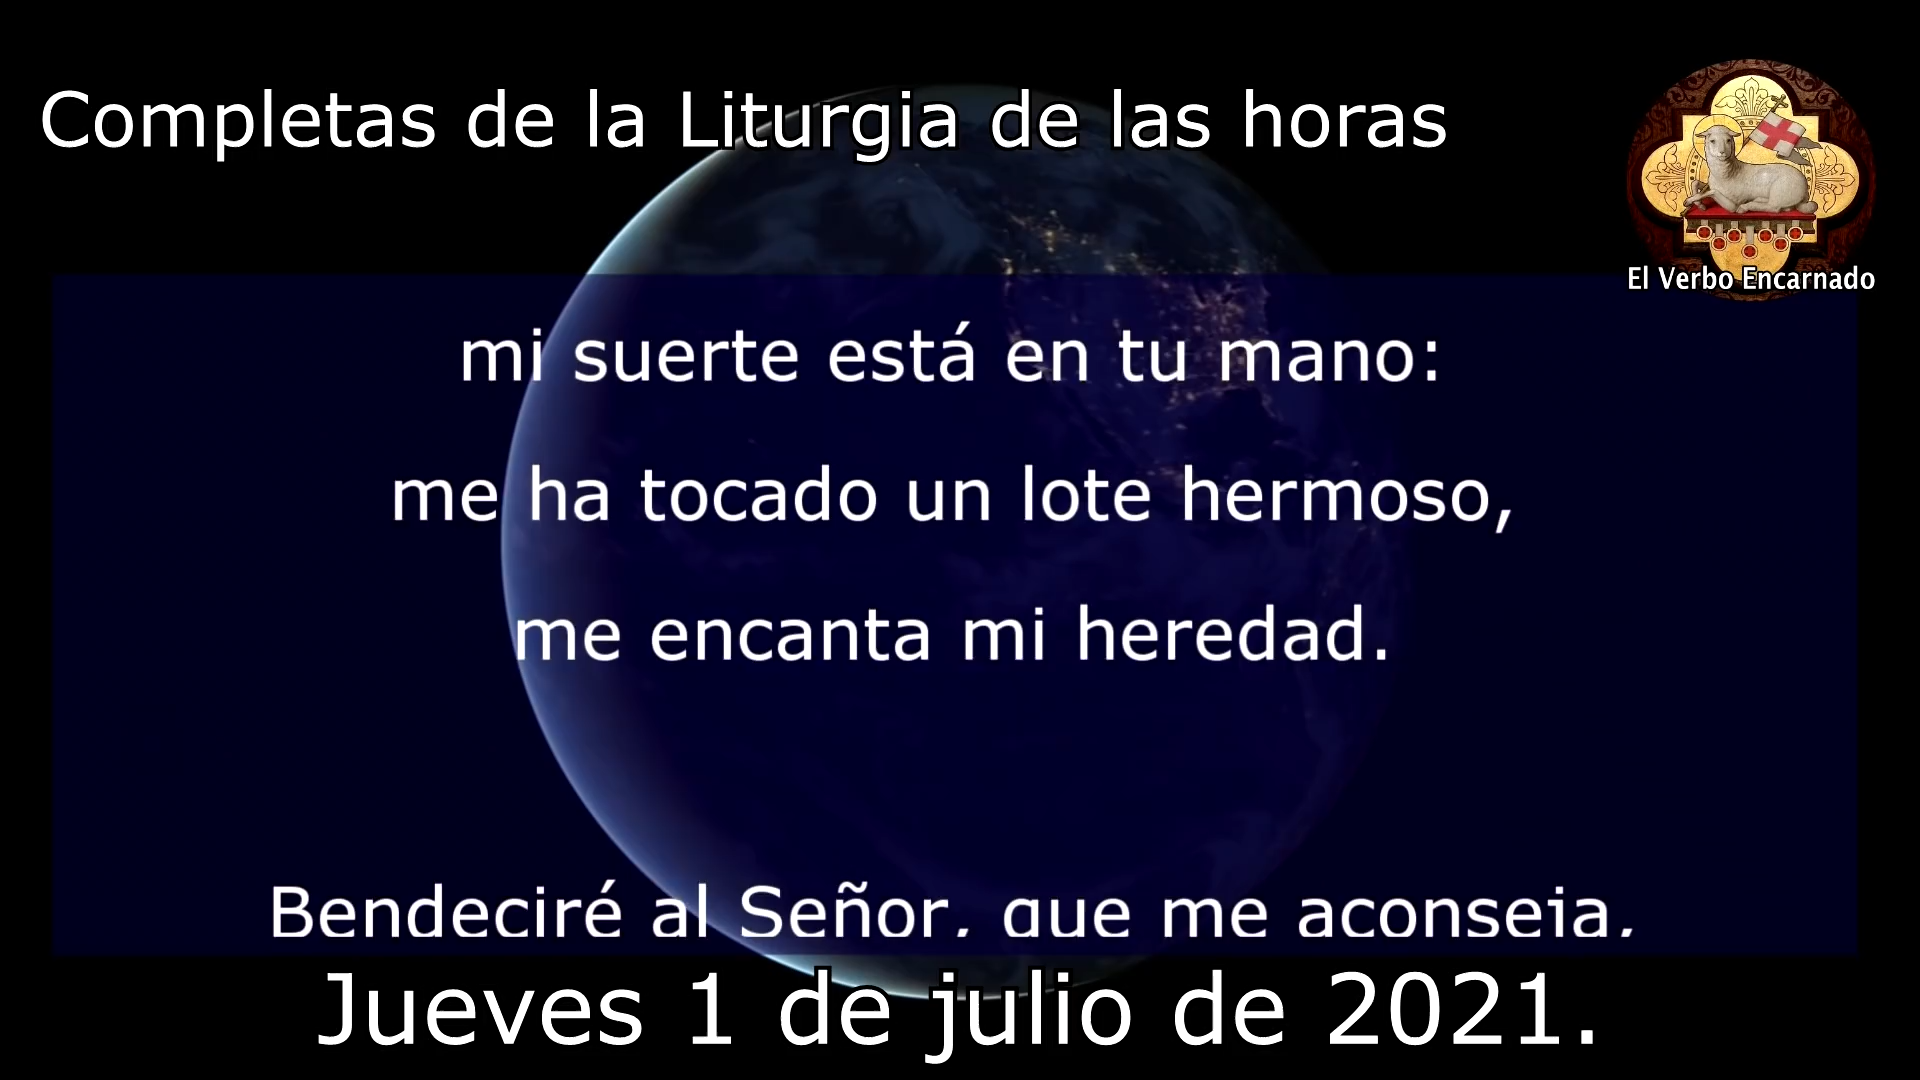 Completas de la Liturgia de las horas
El Verbo Encarnado
mi suerte está en tu mano:
me ha tocado un lote hermoso,
me encanta mi heredad.
Bendeciré al Señor, que me aconseja,
Jueves 1 de julio de 2021.